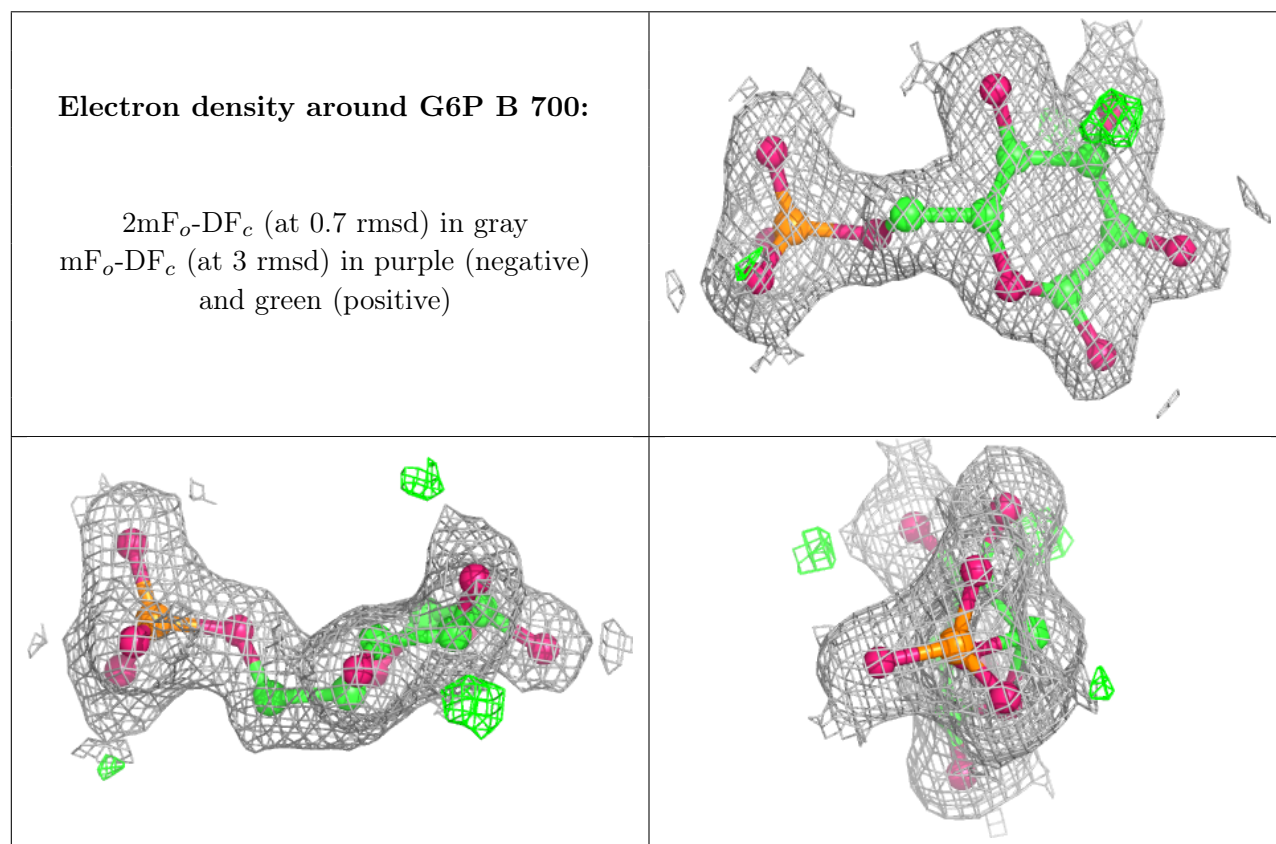 Electron density around G6P B 700:
2mFo-DFc (at 0.7 rmsd) in gray
mFo-DFc (at 3 rmsd) in purple (negative)
and green (positive)